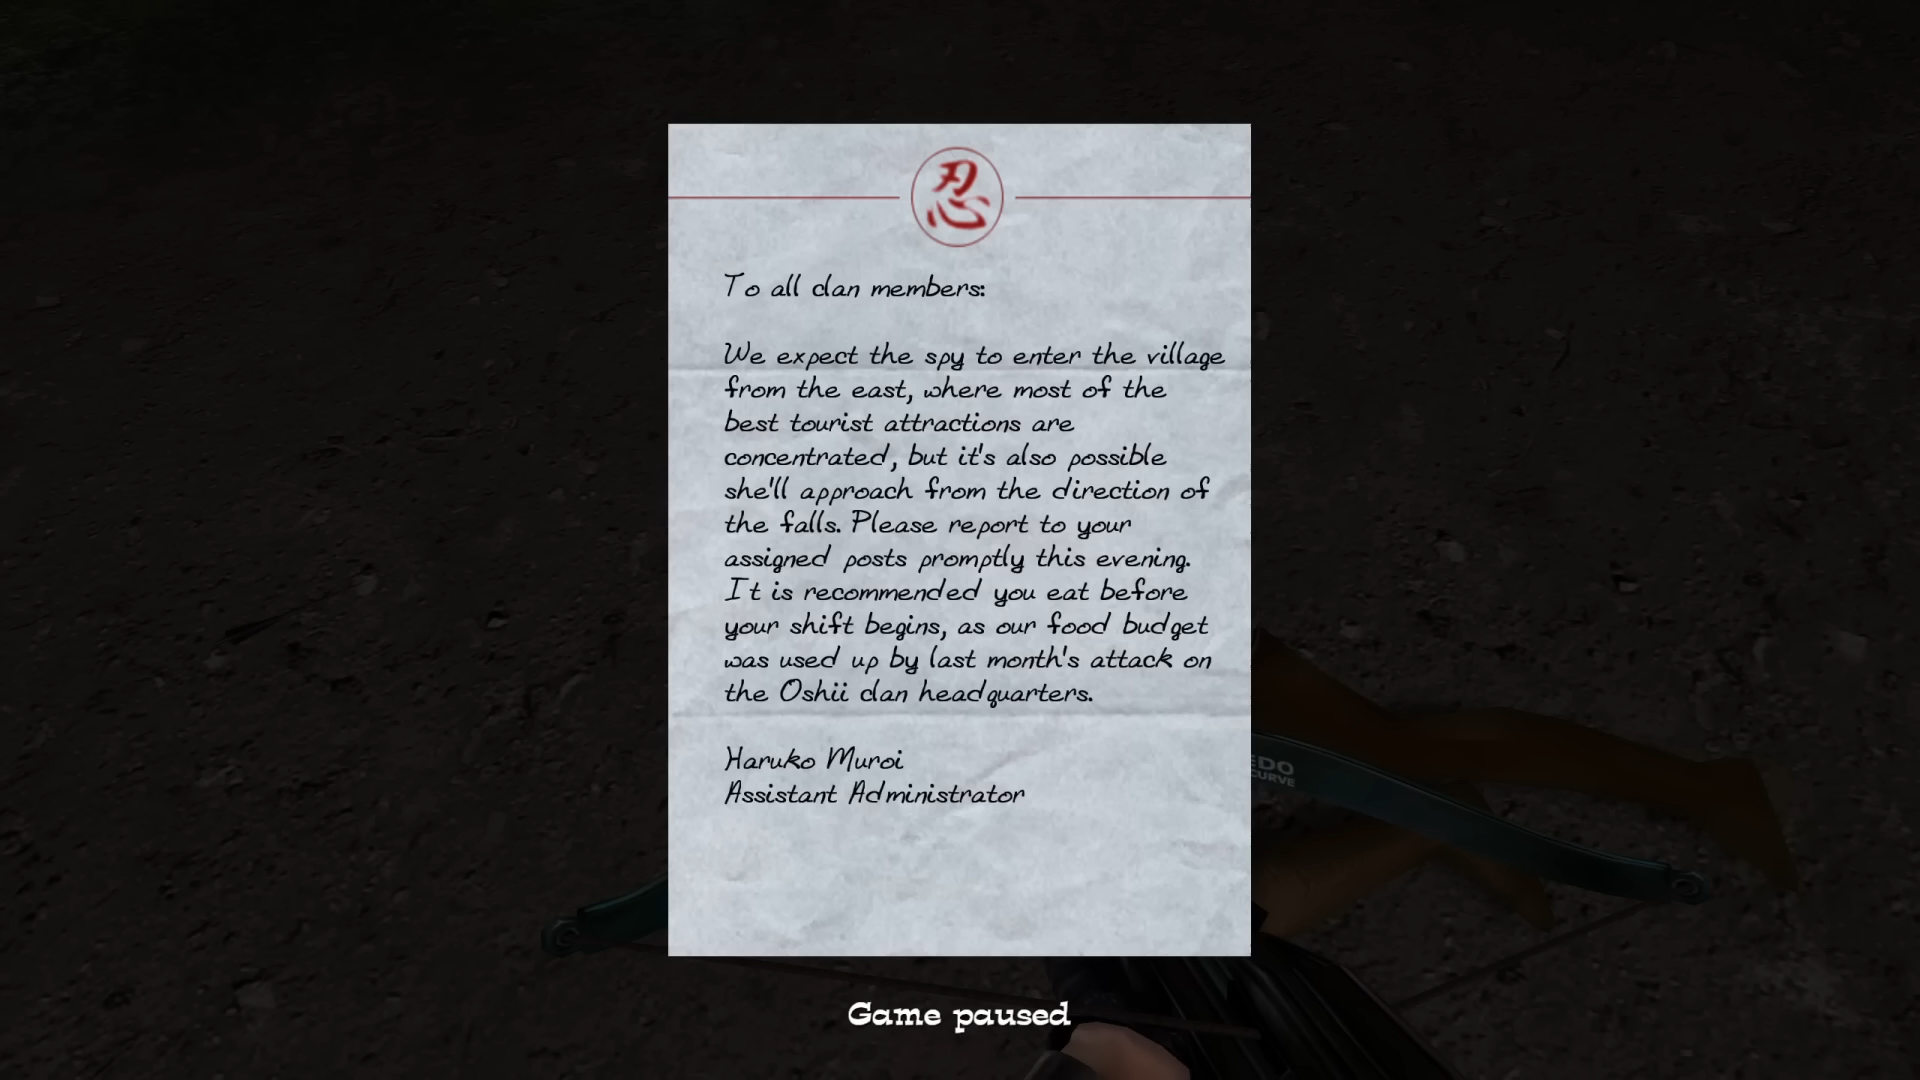 忍
To all clan members:
We expect the spy to enter the village
from the east, where most of the
best tourist attractions are
concentrated, but it's also possible
she'll approach from the direction of
the falls. Please report to your
assigned posts promptly this evening.
It is recommended you eat before
your shift begins, as our food budget
was used up by last month's attack on
the Oshii clan headquarters.
Haruko Muroi
Assistant Administrator
EDO
CURVE
Game paused